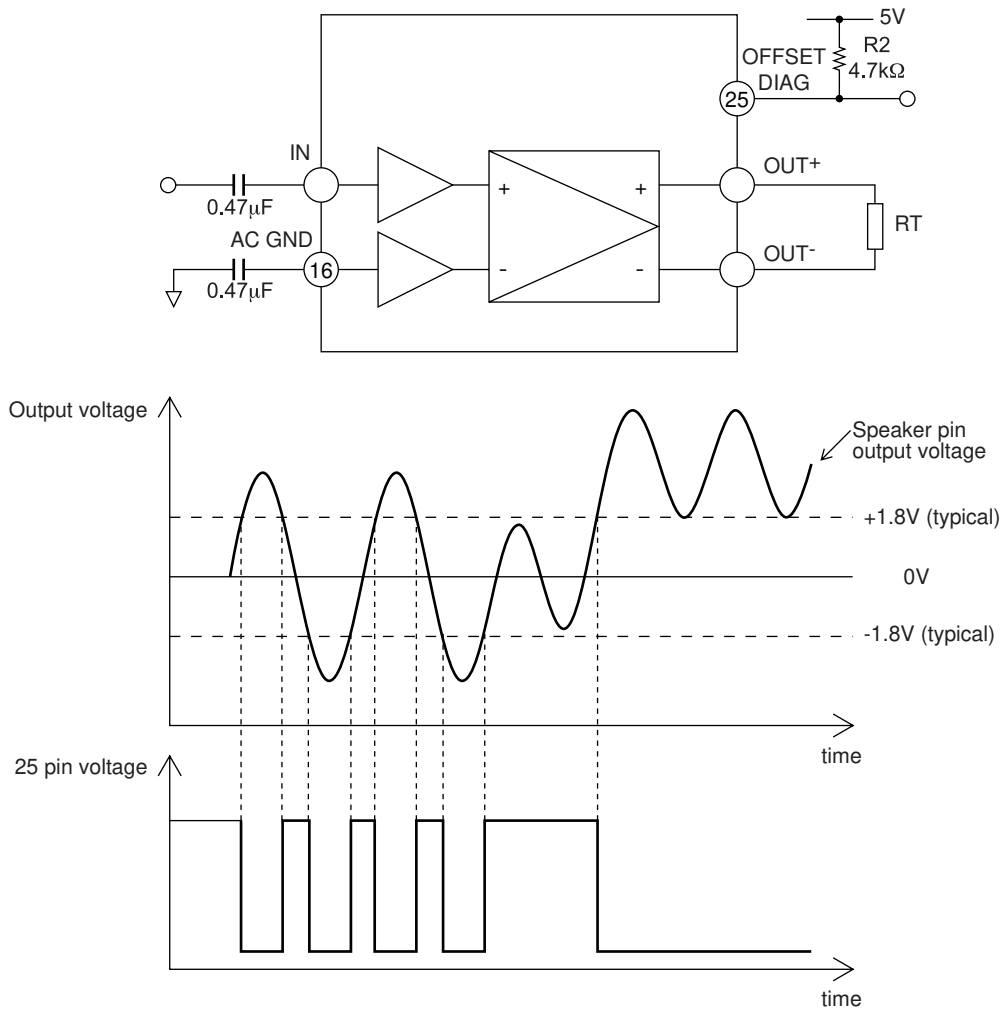 5V
OFFSET
DIAG
R2
4.7kΩ
25
IN
OUT+
0.47μF
+
+
RT
AC GND
OUT-
16
-
-
0.47μF
Output voltage
Speaker pin
output voltage
+1.8V (typical)
0V
-1.8V (typical)
time
25 pin voltage
time